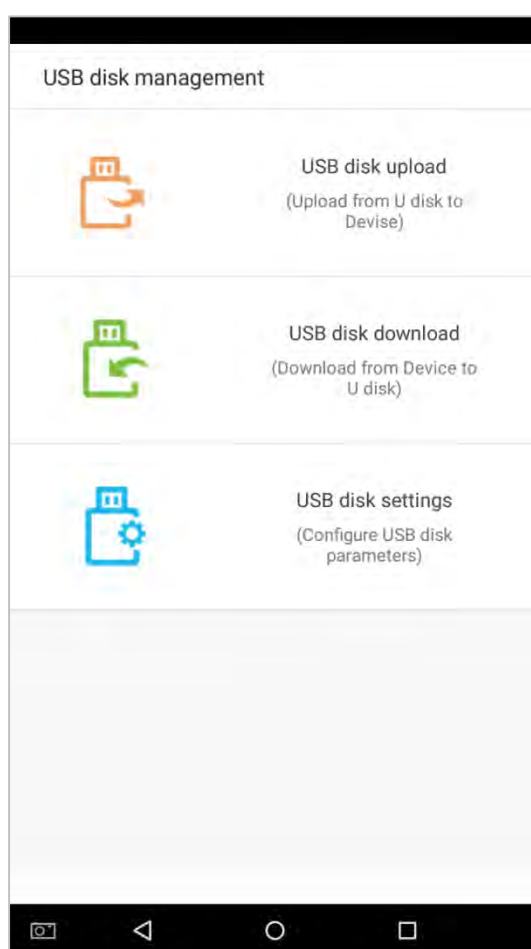 USB disk management
USB disk upload
(Upload from U disk to
Devise)
USB disk download
(Download from Device to
U disk)
USB disk settings
(Configure USB disk
parameters)